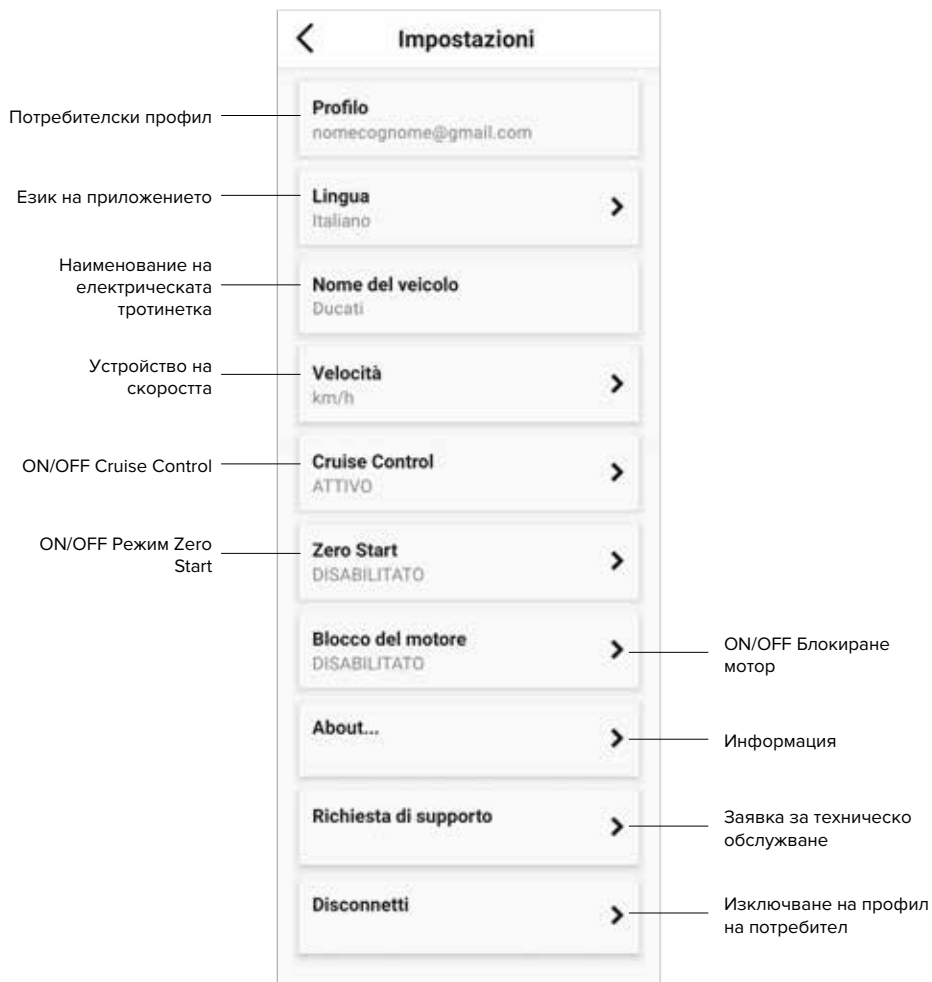 Impostazioni
Потребителски профил
Profilo
nomecognome@gmail.com
Език на приложението
Lingua
Italiano
Наименование на
електрическата
тротинетка
Nome del veicolo
Ducati
Устройство на
скоростта
Velocità
km/h
ON/OFF Cruise Control
Cruise Control
ATTIVO
ON/OFF Режим Zero
Start
Zero Start
DISABILITATO
Blocco del motore
DISABILITATO
ON/OFF Блокиране
мотор
About...
Информация
Richiesta di supporto
Заявка за техническо
обслужване
Disconnetti
Изключване на профил
на потребител